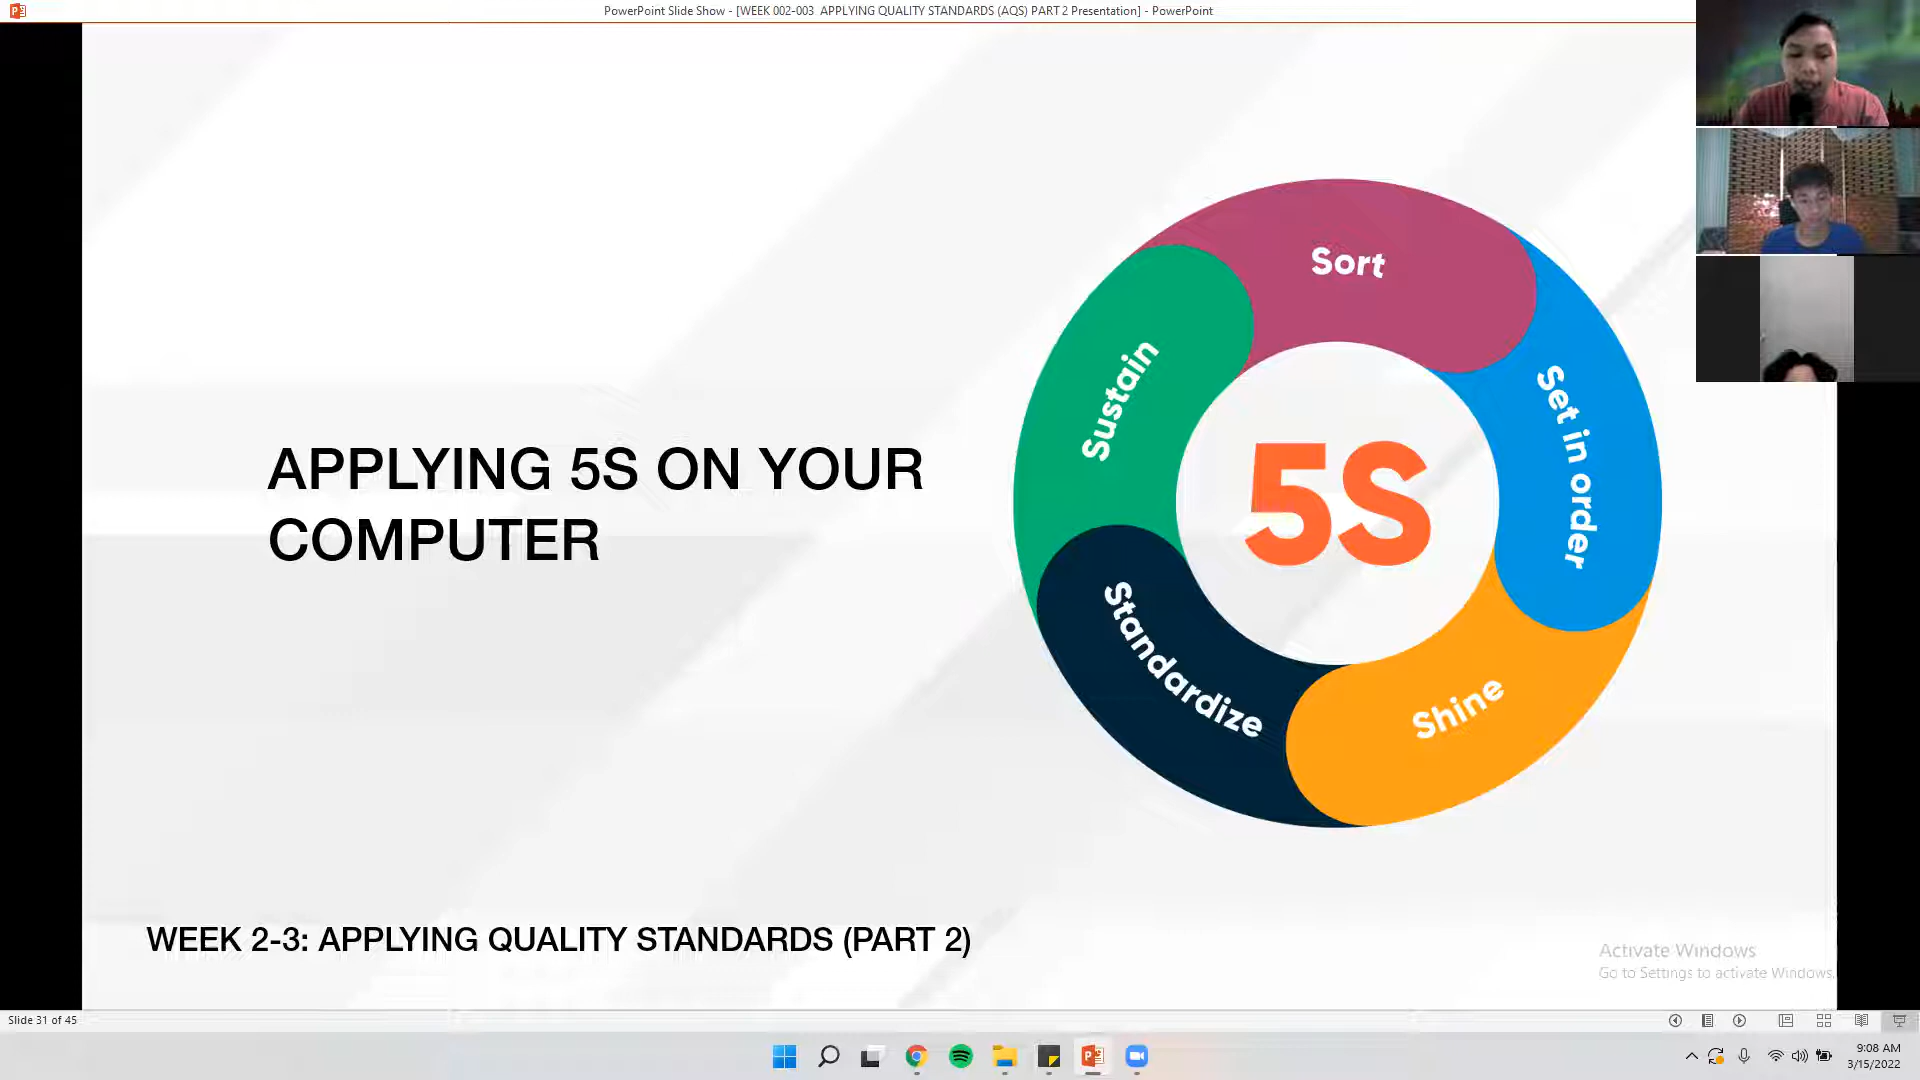 PowerPoint Slide Show - [WEEK 002-003  APPLYING QUALITY STANDARDS (AQS) PART 2 Presentation] - PowerPoint
Sort
Set in order
Shine
Standardize
Sustain
5S
APPLYING 5S ON YOUR
COMPUTER
WEEK 2-3: APPLYING QUALITY STANDARDS (PART 2)
Activate Windows
Go to Settings to activate Windows.
Slide 31 of 45
9:08 AM
3/15/2022